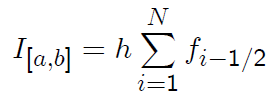 I_{[a,b]} = h \sum_{i=1}^{N} f_{i-1/2}